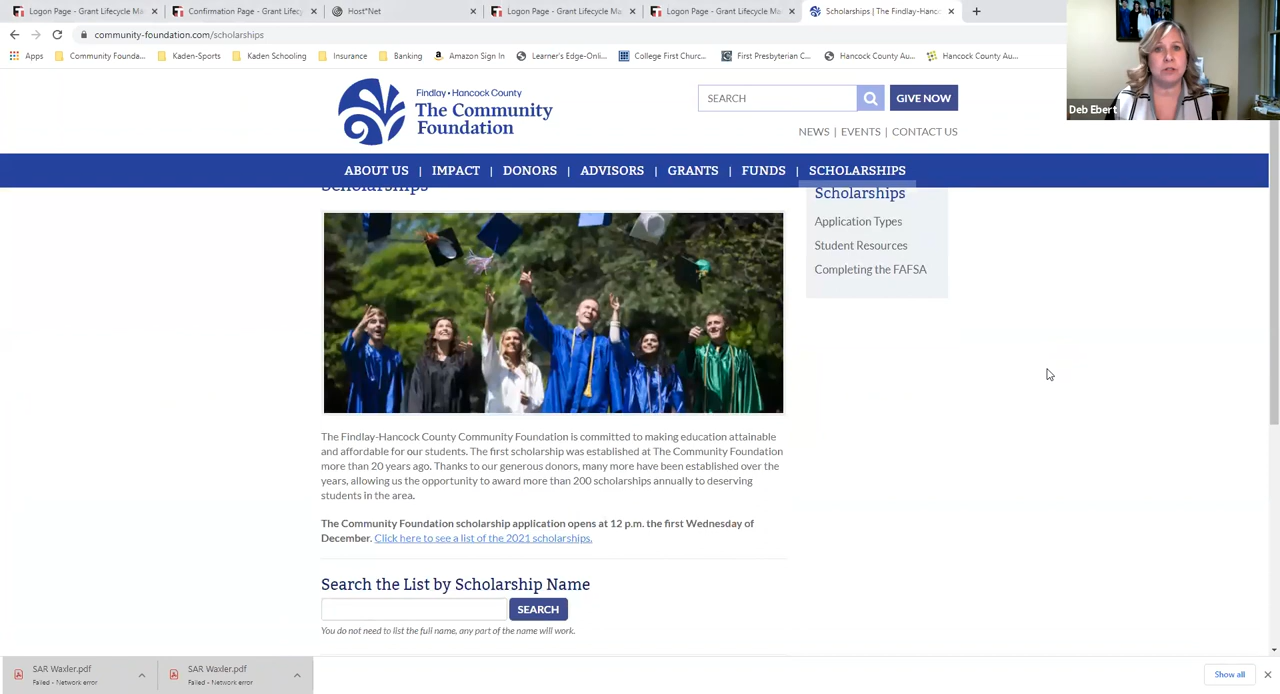 Logon Page - Grant Lifecycle Ma
Confirmation Page - Grant Lifecyc
Host*Net
Logon Page - Grant Lifecycle Ma
Logon Page - Grant Lifecycle Ma
Scholarships | The Findlay-Hanco
community-foundation.com/scholarships
Apps
Community Founda...
Kaden-Sports
Kaden Schooling
Insurance
Banking
Amazon Sign In
Learner's Edge-Onli...
College First Churc...
First Presbyterian C...
Hancock County Au...
Hancock County Au...
Deb Ebert
Findlay • Hancock County
The Community
Foundation
SEARCH
GIVE NOW
NEWS | EVENTS | CONTACT US
ABOUT US | IMPACT | DONORS | ADVISORS | GRANTS | FUNDS | SCHOLARSHIPS
Scholarships
Scholarships
Application Types
Student Resources
Completing the FAFSA
The Findlay-Hancock County Community Foundation is committed to making education attainable
and affordable for our students. The first scholarship was established at The Community Foundation
more than 20 years ago. Thanks to our generous donors, many more have been established over the
years, allowing us the opportunity to award more than 200 scholarships annually to deserving
students in the area.
The Community Foundation scholarship application opens at 12 p.m. the first Wednesday of
December. Click here to see a list of the 2021 scholarships.
Search the List by Scholarship Name
SEARCH
You do not need to list the full name, any part of the name will work.
SAR Waxler.pdf
Failed - Network error
SAR Waxler.pdf
Failed - Network error
Show all